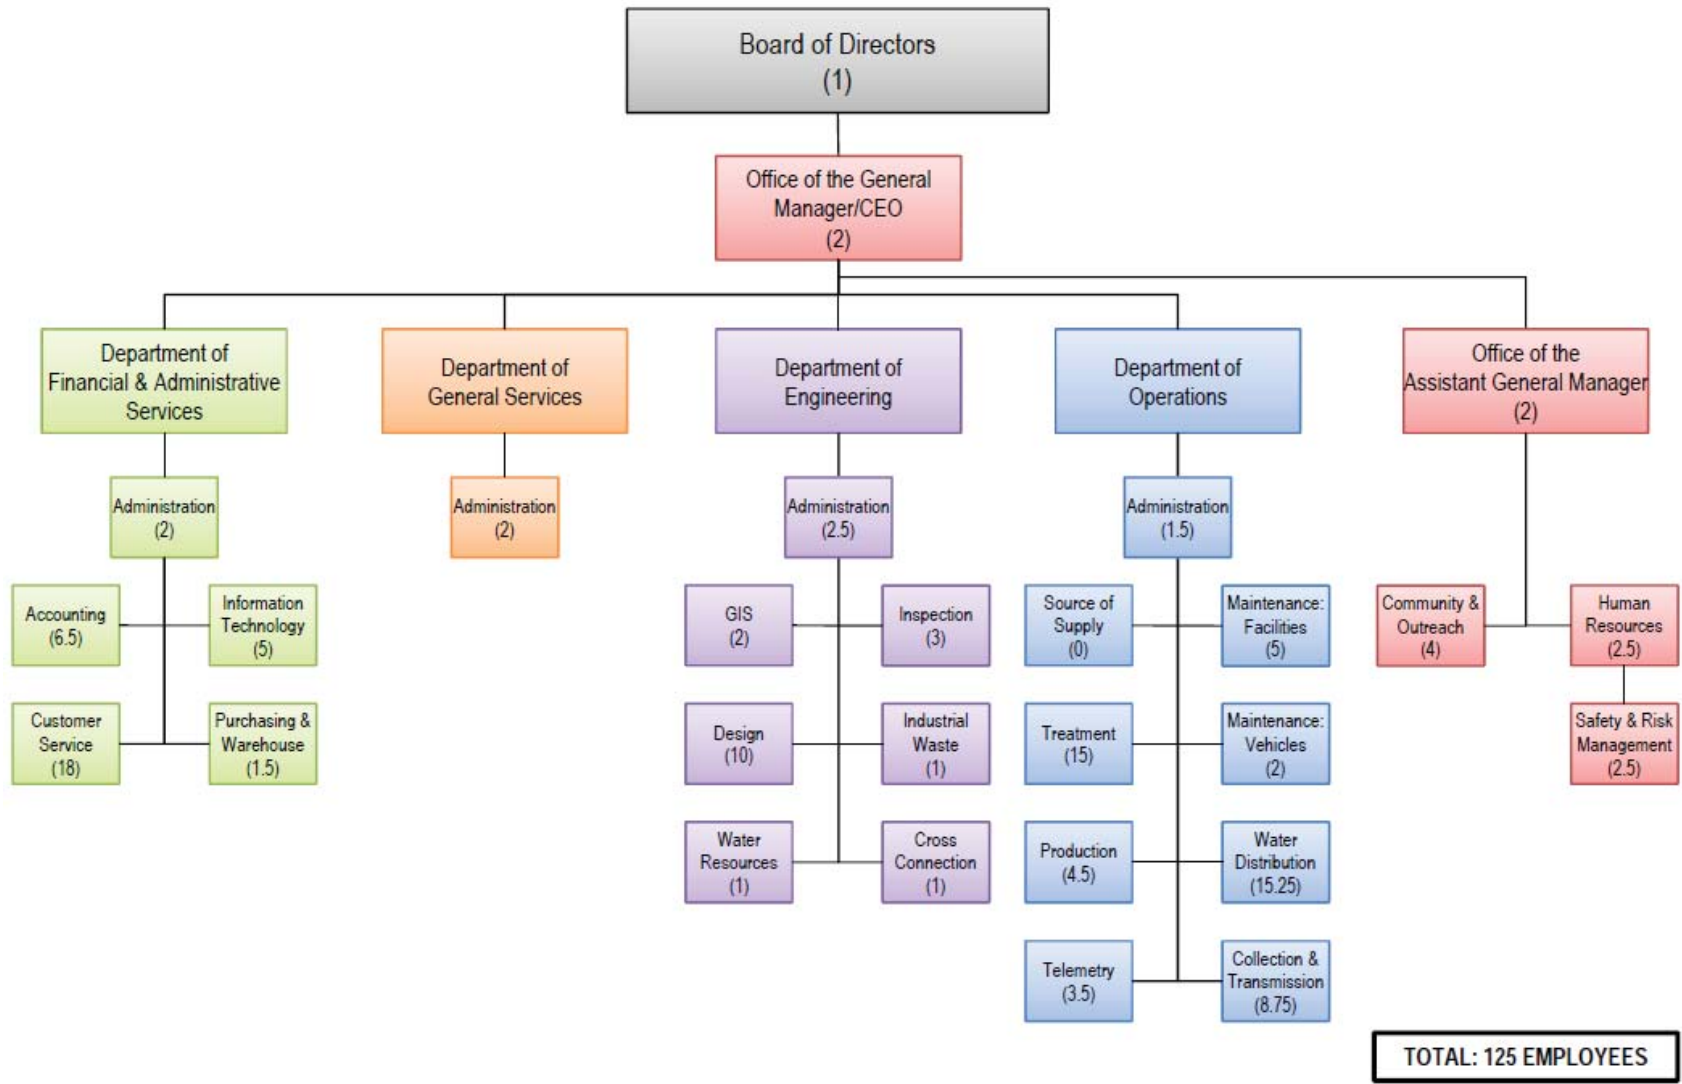 Board of Directors
(1)
Office of the General
Manager/CEO
(2)
Department of
Financial & Administrative
Services
Department of
General Services
Department of
Engineering
Department of
Operations
Office of the
Assistant General Manager
(2)
Administration
(2)
Administration
(2)
Administration
(2.5)
Administration
(1.5)
Accounting
(6.5)
Information
Technology
(5)
GIS
(2)
Inspection
(3)
Source of
Supply
(0)
Maintenance:
Facilities
(5)
Community &
Outreach
(4)
Human
Resources
(2.5)
Customer
Service
(18)
Purchasing &
Warehouse
(1.5)
Design
(10)
Industrial
Waste
(1)
Treatment
(15)
Maintenance:
Vehicles
(2)
Safety & Risk
Management
(2.5)
Water
Resources
(1)
Cross
Connection
(1)
Production
(4.5)
Water
Distribution
(15.25)
Telemetry
(3.5)
Collection &
Transmission
(8.75)
TOTAL: 125 EMPLOYEES